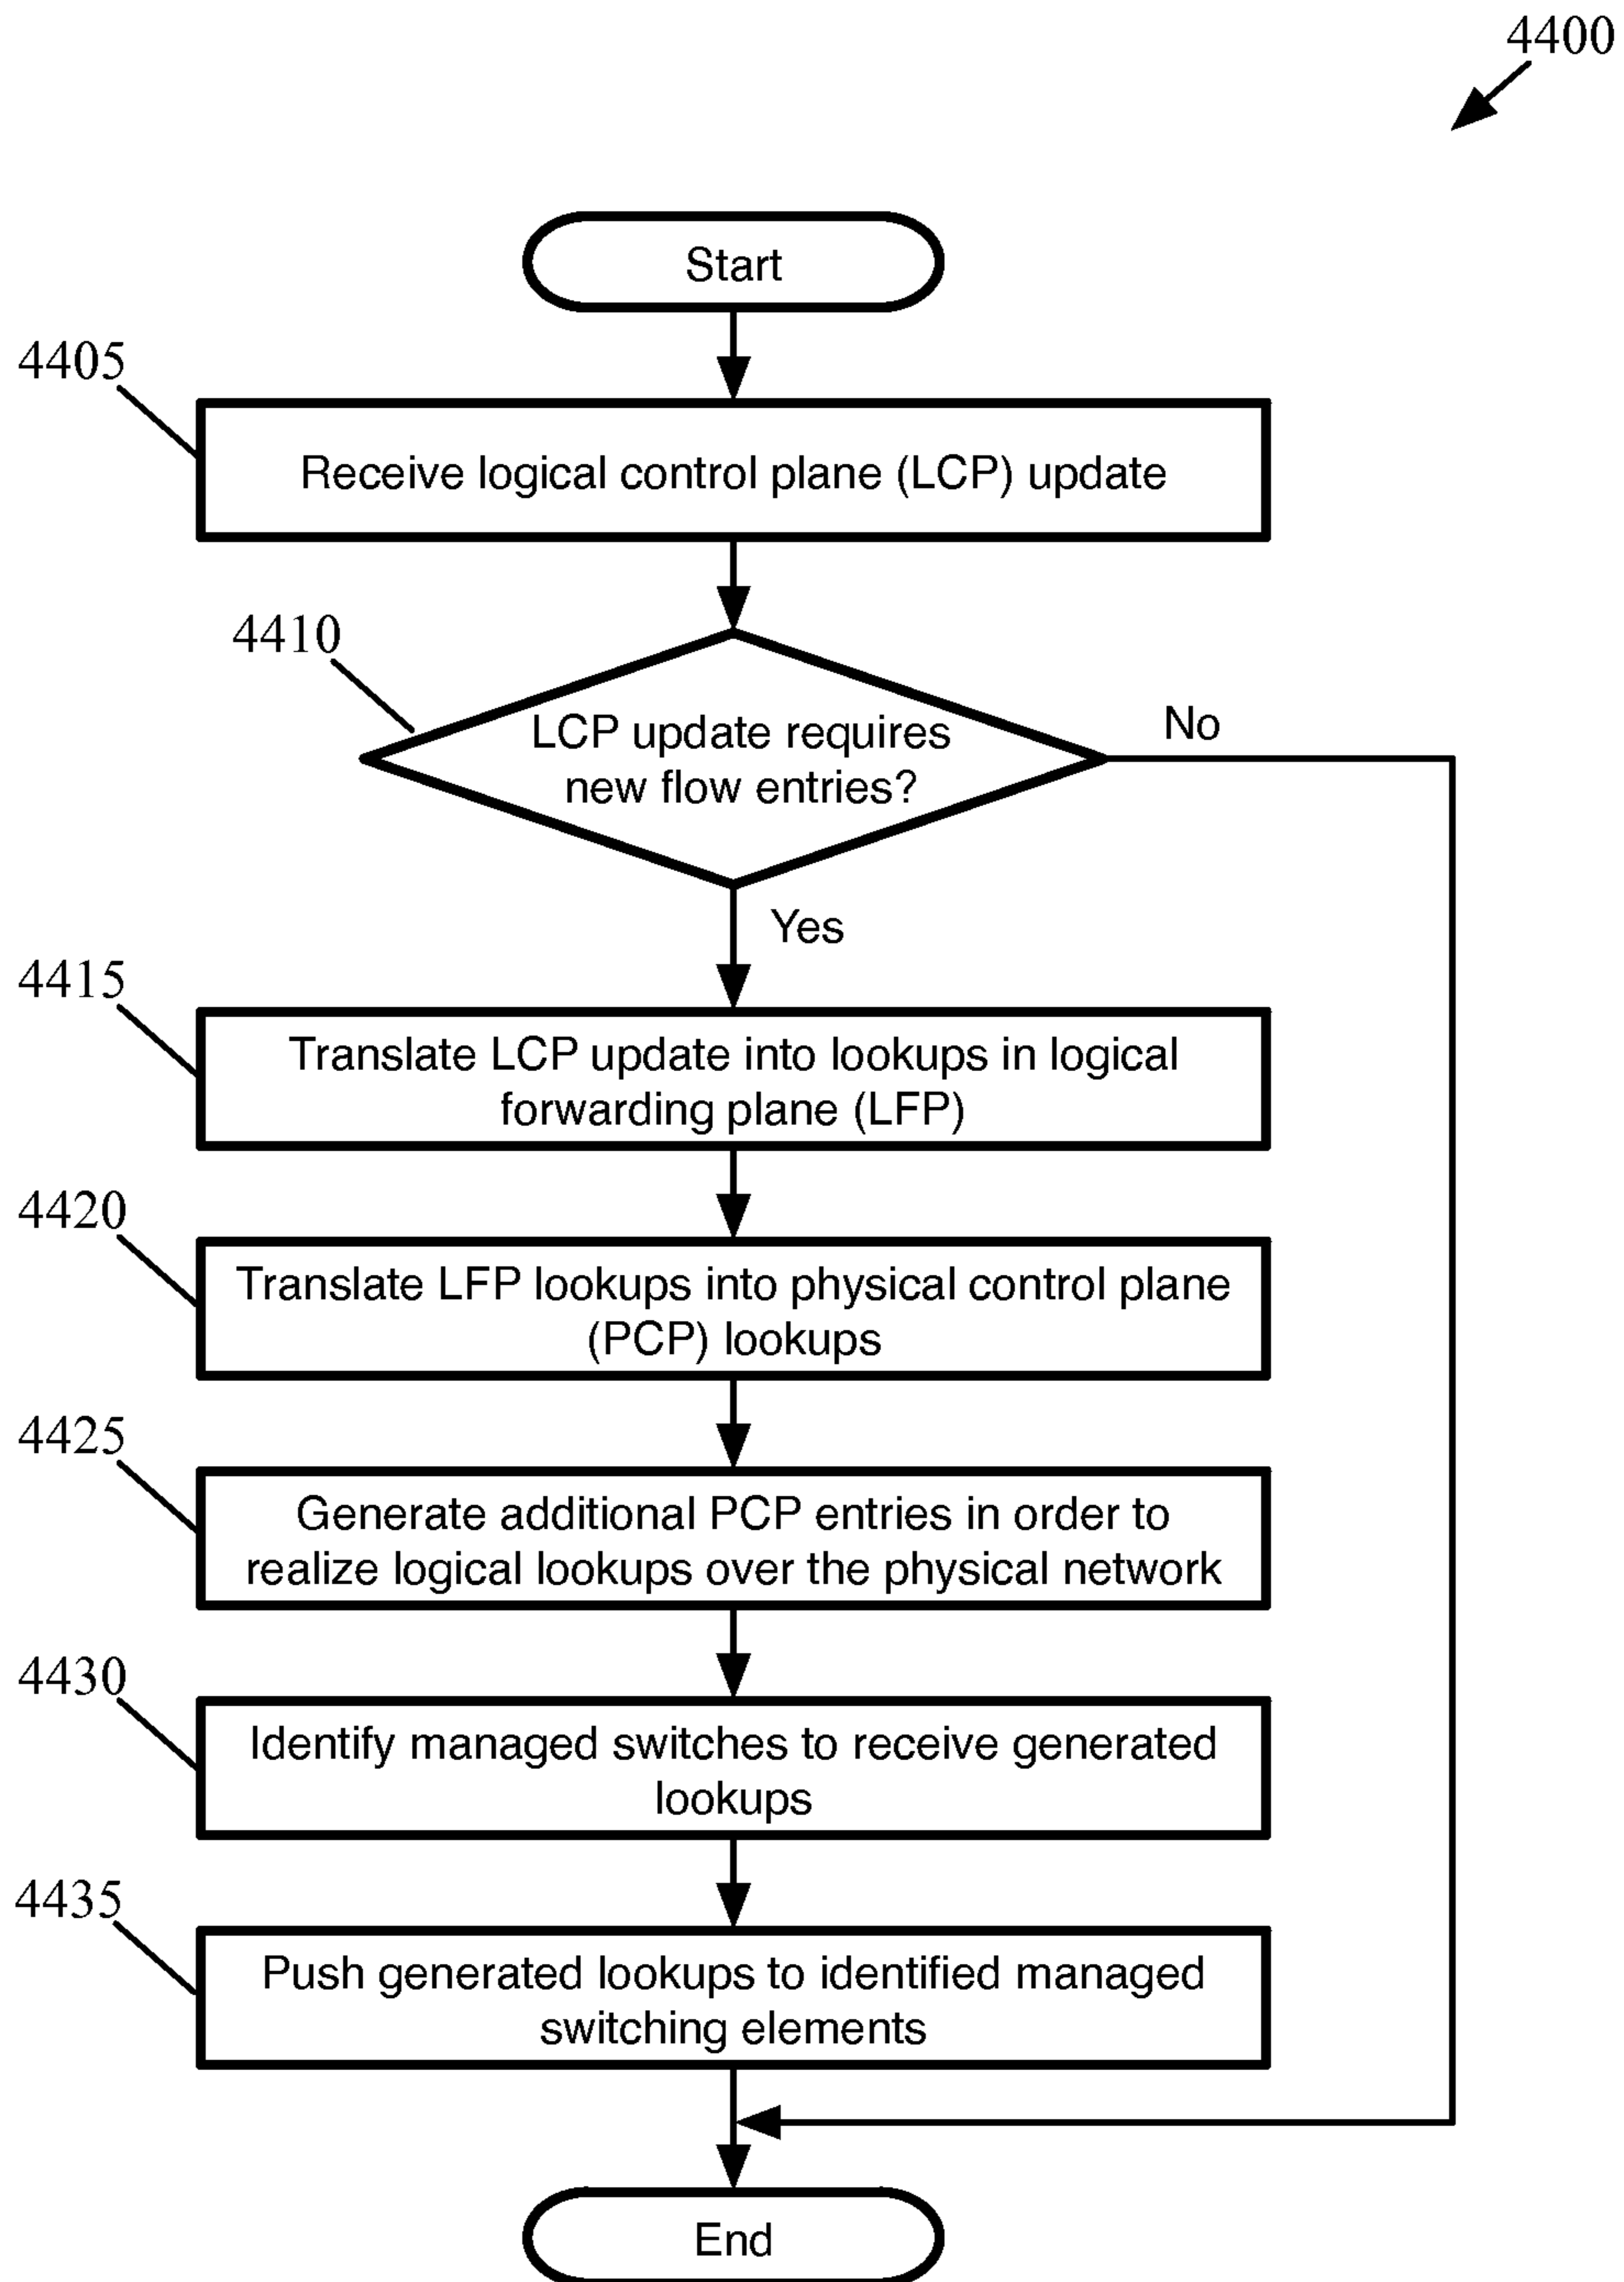 4400
Start
4405
Receive logical control plane (LCP) update
4410
LCP update requires
new flow entries?
No
Yes
4415
Translate LCP update into lookups in logical
forwarding plane (LFP)
4420
Translate LFP lookups into physical control plane
(PCP) lookups
4425
Generate additional PCP entries in order to
realize logical lookups over the physical network
4430
Identify managed switches to receive generated
lookups
4435
Push generated lookups to identified managed
switching elements
End